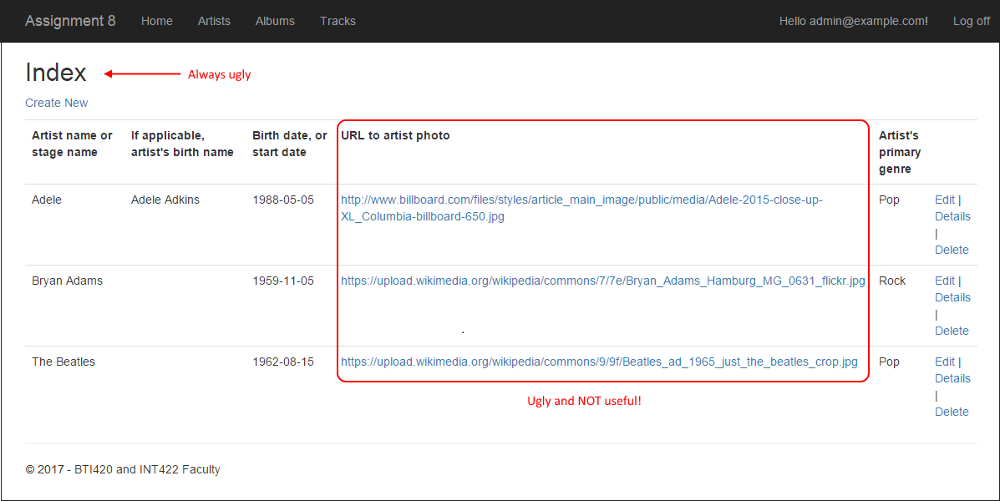 Assignment 8 Home Artists Albums Tracks Hello admin@example.com! Log off
Index Always ugly
Create New
Artist name or If applicable, Birth date, or URL to artist photo Artist's
stage name artist's birth name start date primary
genre
Adele Adele Adkins 1988-05-05 http://www.billboard.com/files/styles/article_main_image/public/media/Adele-2015-close-up- Pop Edit |
XL_Columbia-billboard-650.jpg Details
|
Delete
Bryan Adams 1959-11-05 https://upload.wikimedia.org/wikipedia/commons/7/7e/Bryan_Adams_Hamburg_MG_0631_flickr.jpg Rock Edit |
Details
|
Delete
The Beatles 1962-08-15 https://upload.wikimedia.org/wikipedia/commons/9/9f/Beatles_ad_1965_just_the_beatles_crop.jpg Pop Edit |
Details
|
Delete
Ugly and NOT useful!
© 2017 - BTI420 and INT422 Faculty